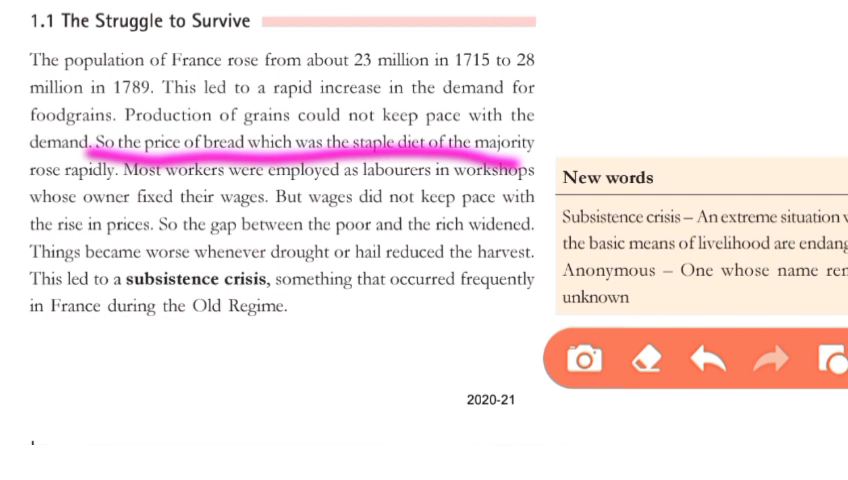 1.1 The Struggle to Survive
The population of France rose from about 23 million in 1715 to 28
million in 1789. This led to a rapid increase in the demand for
foodgrains. Production of grains could not keep pace with the
demand. So the price of bread which was the staple diet of the majority
rose rapidly. Most workers were employed as labourers in workshops
whose owner fixed their wages. But wages did not keep pace with
the rise in prices. So the gap between the poor and the rich widened.
Things became worse whenever drought or hail reduced the harvest.
This led to a subsistence crisis, something that occurred frequently
in France during the Old Regime.
New words
Subsistence crisis – An extreme situation
the basic means of livelihood are
Anonymous – One whose name
unknown
2020-21